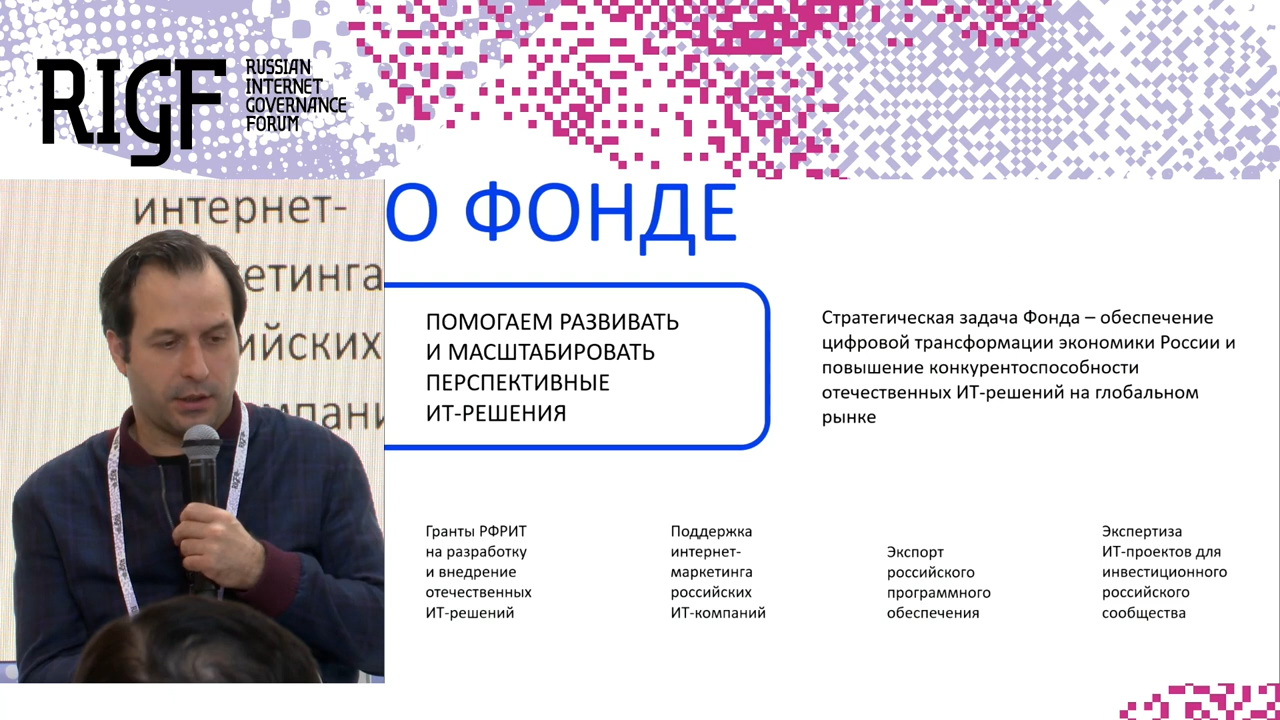 RIGF
RUSSIAN
INTERNET
GOVERNANCE
FORUM
интернет-
етинга
ийских
мпани
О ФОНДЕ
ПОМОГАЕМ РАЗВИВАТЬ
И МАСШТАБИРОВАТЬ
ПЕРСПЕКТИВНЫЕ
ИТ-РЕШЕНИЯ
Стратегическая задача Фонда – обеспечение
цифровой трансформации экономики России и
повышение конкурентоспособности
отечественных ИТ-решений на глобальном
рынке
Гранты РФРИТ
на разработку
и внедрение
отечественных
ИТ-решений
Поддержка
интернет-
маркетинга
российских
ИТ-компаний
Экспорт
российского
программного
обеспечения
Экспертиза
ИТ-проектов для
инвестиционного
российского
сообщества